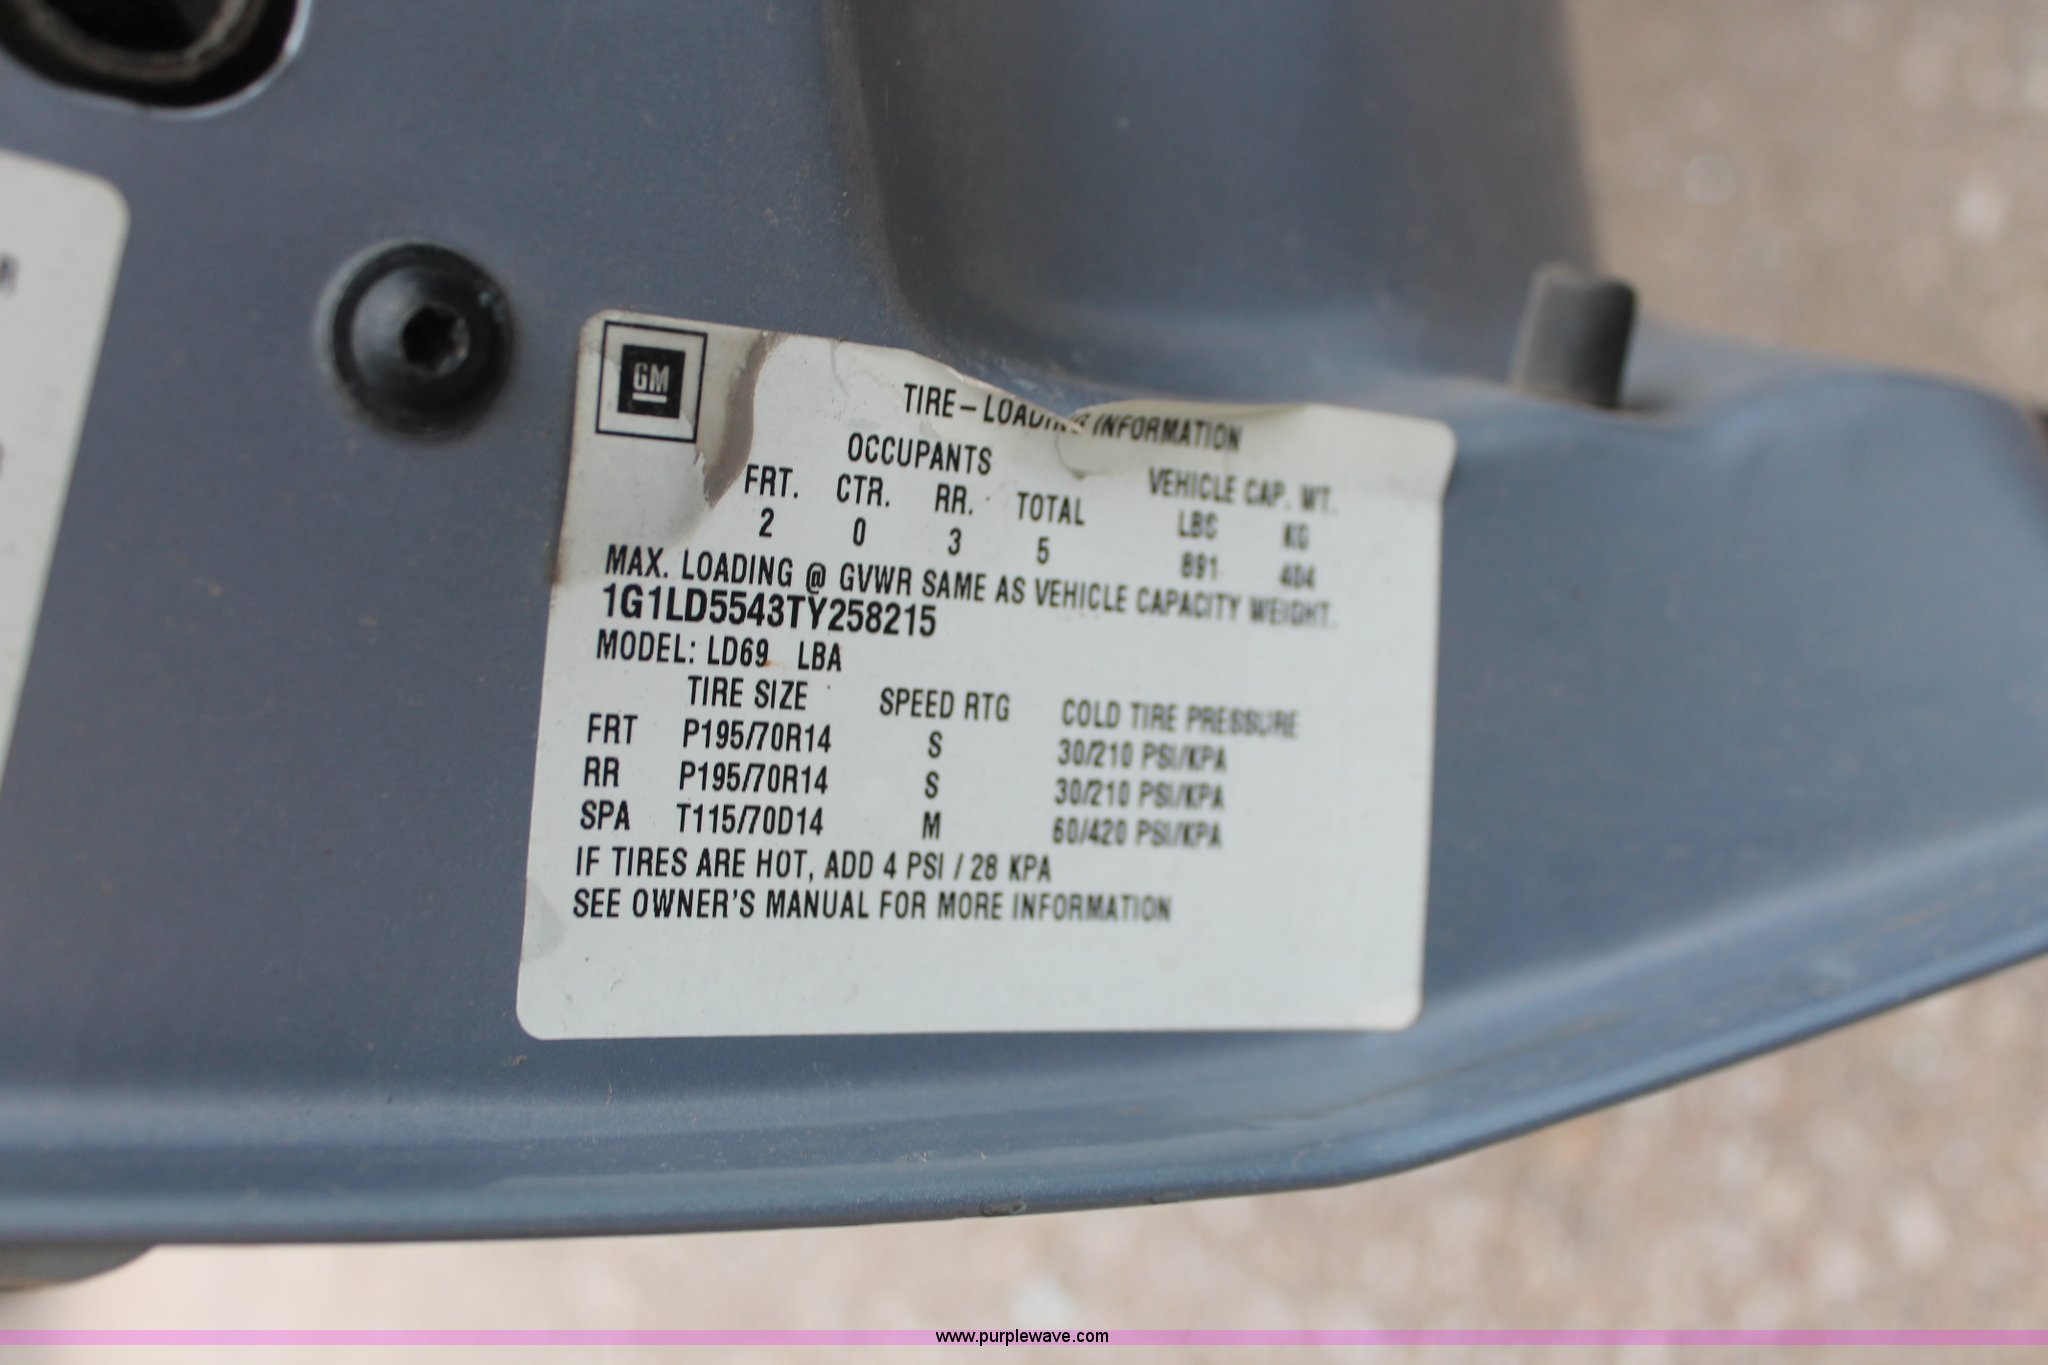 GM
TIRE-LOADING INFORMATION
OCCUPANTS VEHICLE CAP. WT.
FRT. CTR. RR. TOTAL LBS KG
2 0 3 5 891 404
MAX. LOADING @ GVWR SAME AS VEHICLE CAPACITY WEIGHT.
1G1LD5543TY258215
MODEL: LD69 LBA
TIRE SIZE SPEED RTG COLD TIRE PRESSURE
FRT P195/70R14 S 30/210 PSI/KPA
RR P195/70R14 S 30/210 PSI/KPA
SPA T115/70D14 M 60/420 PSI/KPA
IF TIRES ARE HOT, ADD 4 PSI / 28 KPA
SEE OWNER'S MANUAL FOR MORE INFORMATION
www.purplewave.com